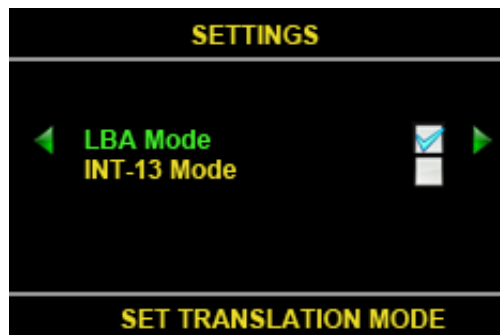 SETTINGS
LBA Mode
INT-13 Mode
SET TRANSLATION MODE